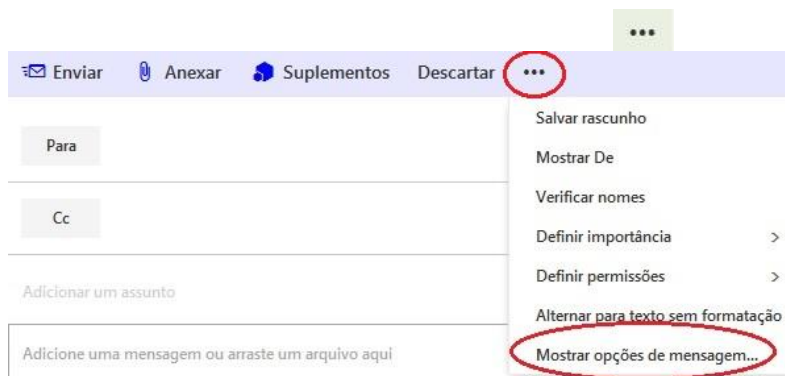 •••
Enviar Anexar Suplementos Descartar •••
Para
Cc
Adicionar um assunto
Adicione uma mensagem ou arraste um arquivo aqui
Salvar rascunho
Mostrar De
Verificar nomes
Definir importância >
Definir permissões >
Alternar para texto sem formatação
Mostrar opções de mensagem...